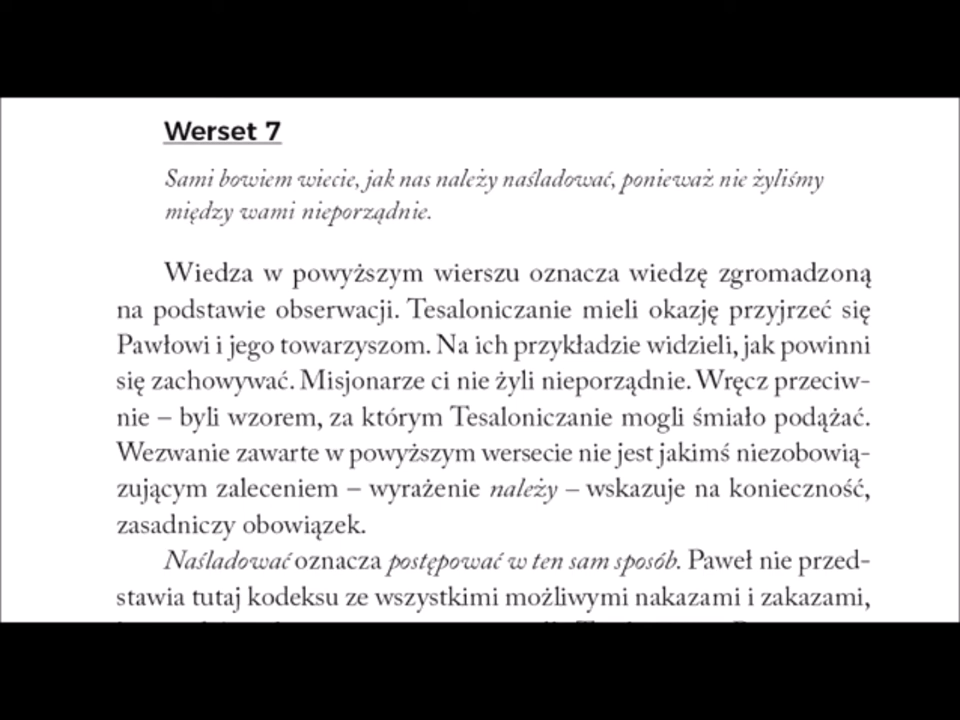 Werset 7
Sami bowiem wiecie, jak nas należy naśladować, ponieważ nie żyliśmy
między wami nieporządnie.
Wiedza w powyższym wierszu oznacza wiedzę zgromadzoną
na podstawie obserwacji. Tesaloniczanie mieli okazję przyjrzeć się
Pawłowi i jego towarzyszom. Na ich przykładzie widzieli, jak powinni
się zachowywać. Misjonarze ci nie żyli nieporządnie. Wręcz przeciw-
nie – byli wzorem, za którym Tesaloniczanie mogli śmiało podążać.
Wezwanie zawarte w powyższym wersecie nie jest jakimś niezobowią-
zującym zaleceniem – wyrażenie należy – wskazuje na konieczność,
zasadniczy obowiązek.
Naśladować oznacza postępować w ten sam sposób. Paweł nie przed-
stawia tutaj kodeksu ze wszystkimi możliwymi nakazami i zakazami,